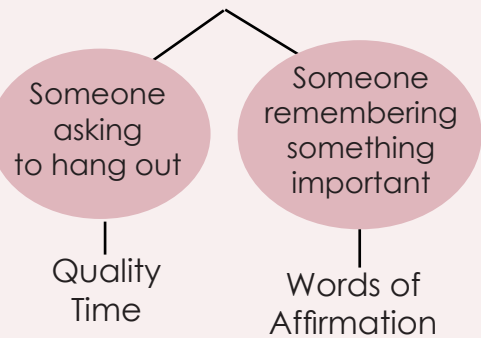 Someone
asking
to hang out
Someone
remembering
something
important
Quality
Time
Words of
Affirmation